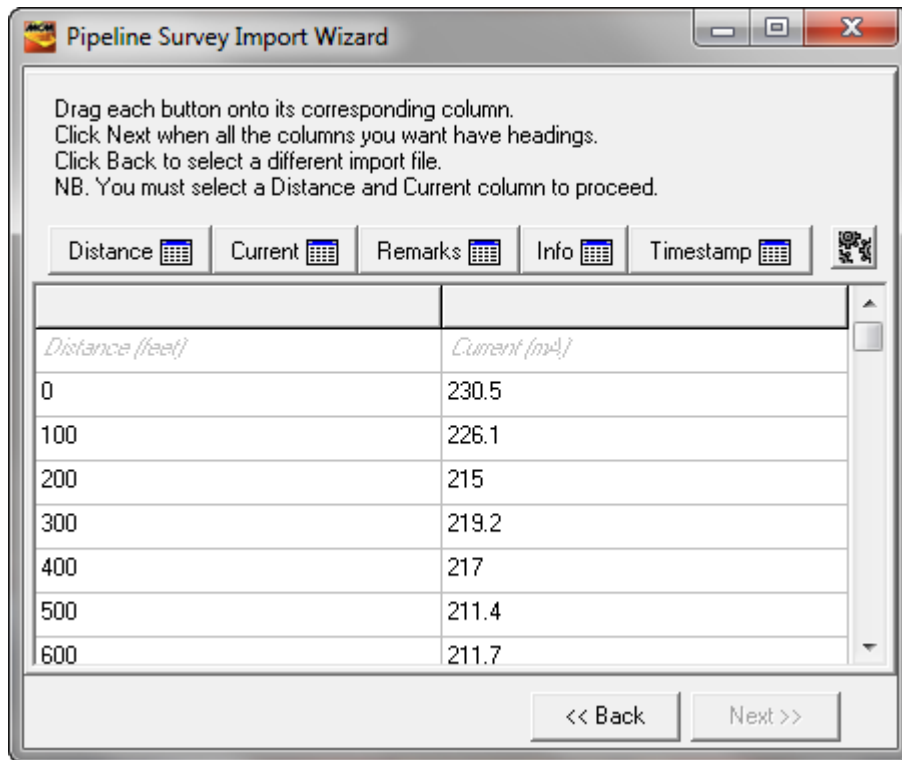 MCM Pipeline Survey Import Wizard
Drag each button onto its corresponding column.
Click Next when all the columns you want have headings.
Click Back to select a different import file.
NB. You must select a Distance and Current column to proceed.
Distance Current Remarks Info Timestamp
Distance (feet) Current (mA)
0 230.5
100 226.1
200 215
300 219.2
400 217
500 211.4
600 211.7
<< Back Next >>